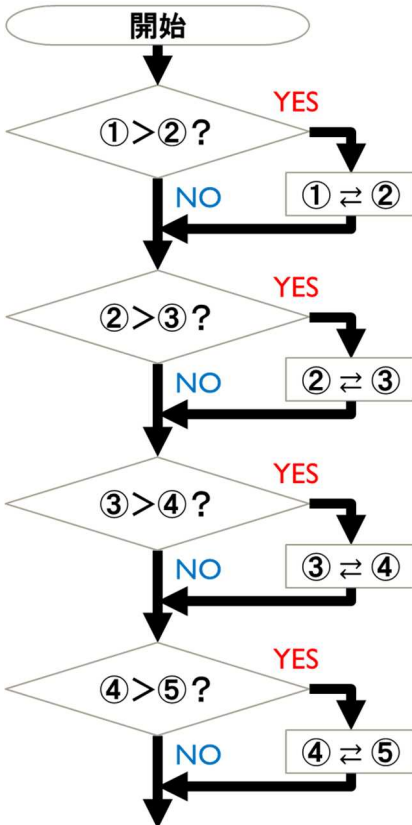 開始
YES
①>②?
NO
① ⇄ ②
YES
②>③?
NO
② ⇄ ③
YES
③>④?
NO
③ ⇄ ④
YES
④>⑤?
NO
④ ⇄ ⑤